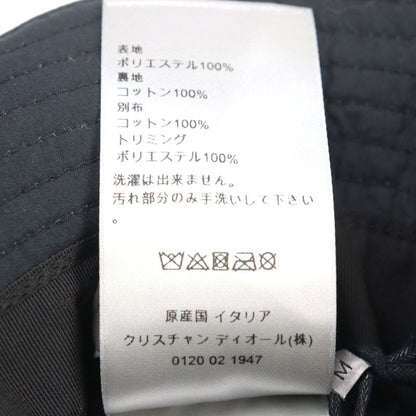 表地
ポリエステル100%
裏地
コットン100%
別布
コットン100%
トリミング
ポリエステル100%
洗濯は出来ません。
汚れ部分のみ手洗いして下さい
。
原産国 イタリア
クリスチャン ディオール(株)
0120 02 1947
M